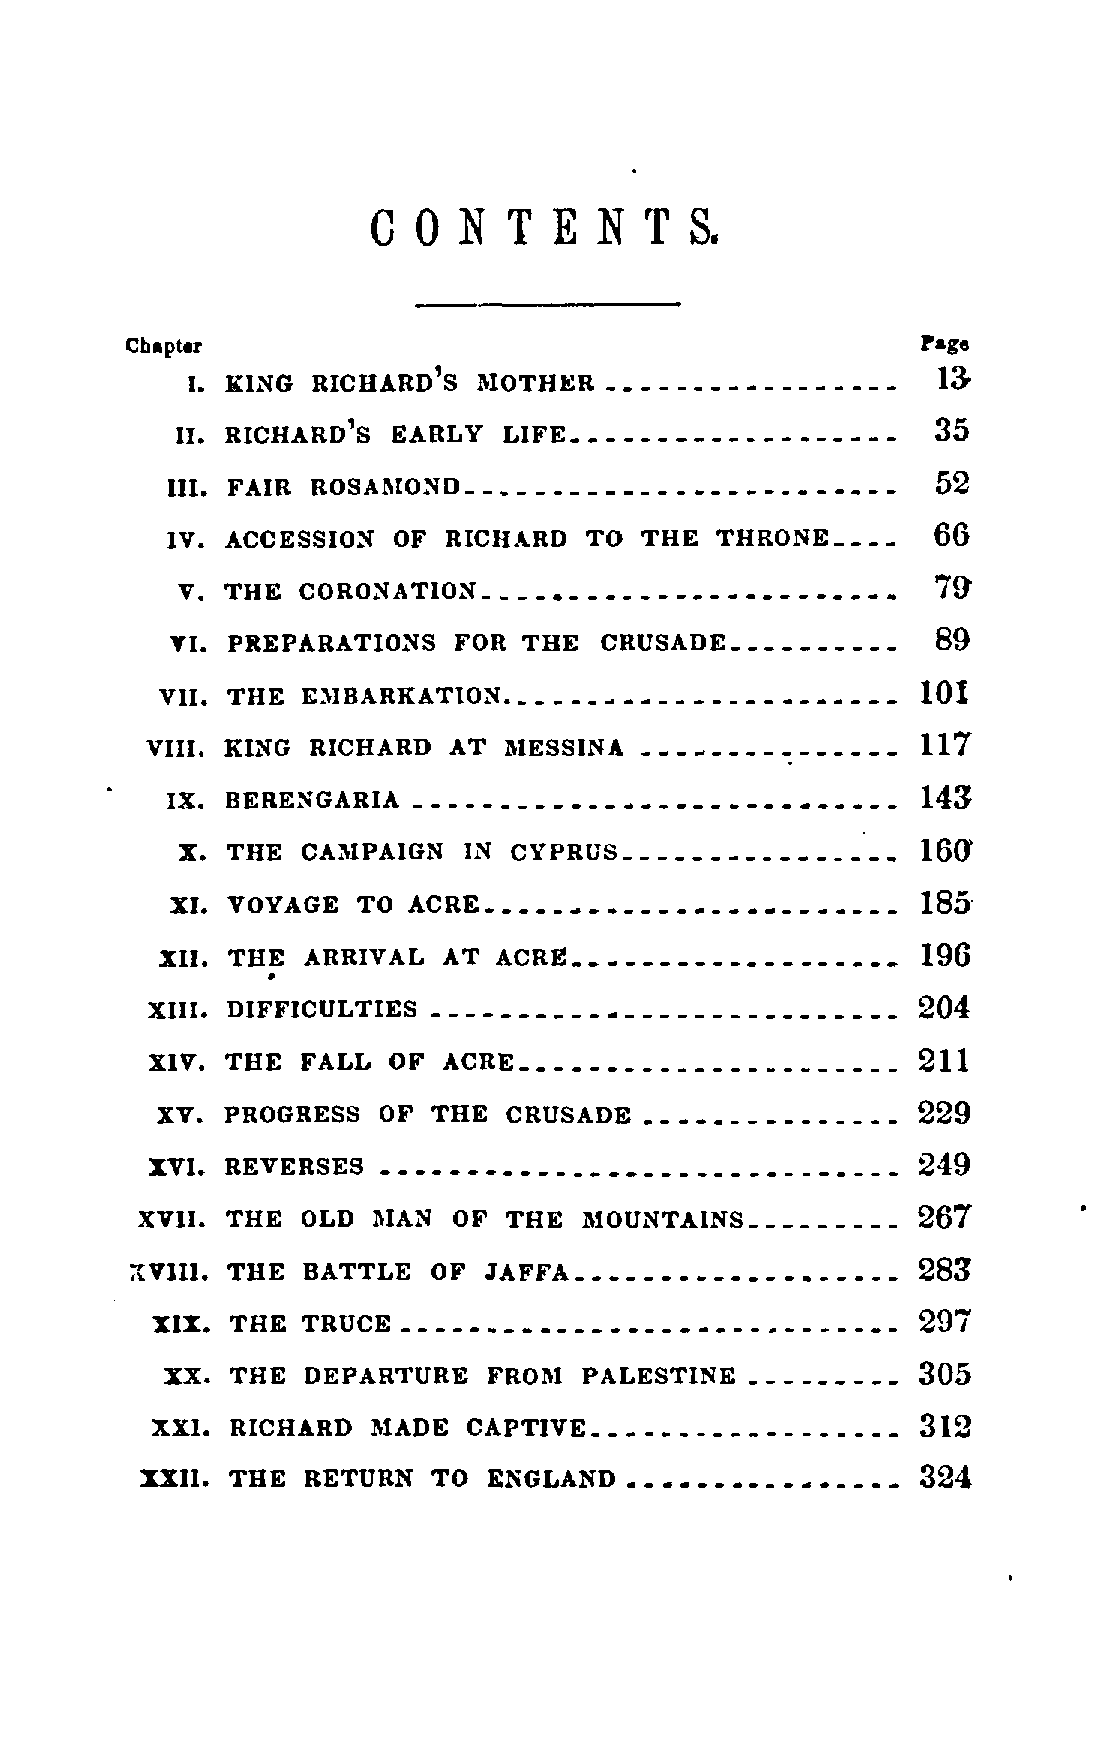 CONTENTS.
Chapter Page
I. KING RICHARD'S MOTHER 13
II. RICHARD'S EARLY LIFE 35
III. FAIR ROSAMOND 52
IV. ACCESSION OF RICHARD TO THE THRONE 66
V. THE CORONATION 79
VI. PREPARATIONS FOR THE CRUSADE 89
VII. THE EMBARKATION 101
VIII. KING RICHARD AT MESSINA 117
IX. BERENGARIA 143
X. THE CAMPAIGN IN CYPRUS 160
XI. VOYAGE TO ACRE 185
XII. THE ARRIVAL AT ACRE 196
XIII. DIFFICULTIES 204
XIV. THE FALL OF ACRE 211
XV. PROGRESS OF THE CRUSADE 229
XVI. REVERSES 249
XVII. THE OLD MAN OF THE MOUNTAINS 267
XVIII. THE BATTLE OF JAFFA 283
XIX. THE TRUCE 297
XX. THE DEPARTURE FROM PALESTINE 305
XXI. RICHARD MADE CAPTIVE 312
XXII. THE RETURN TO ENGLAND 324